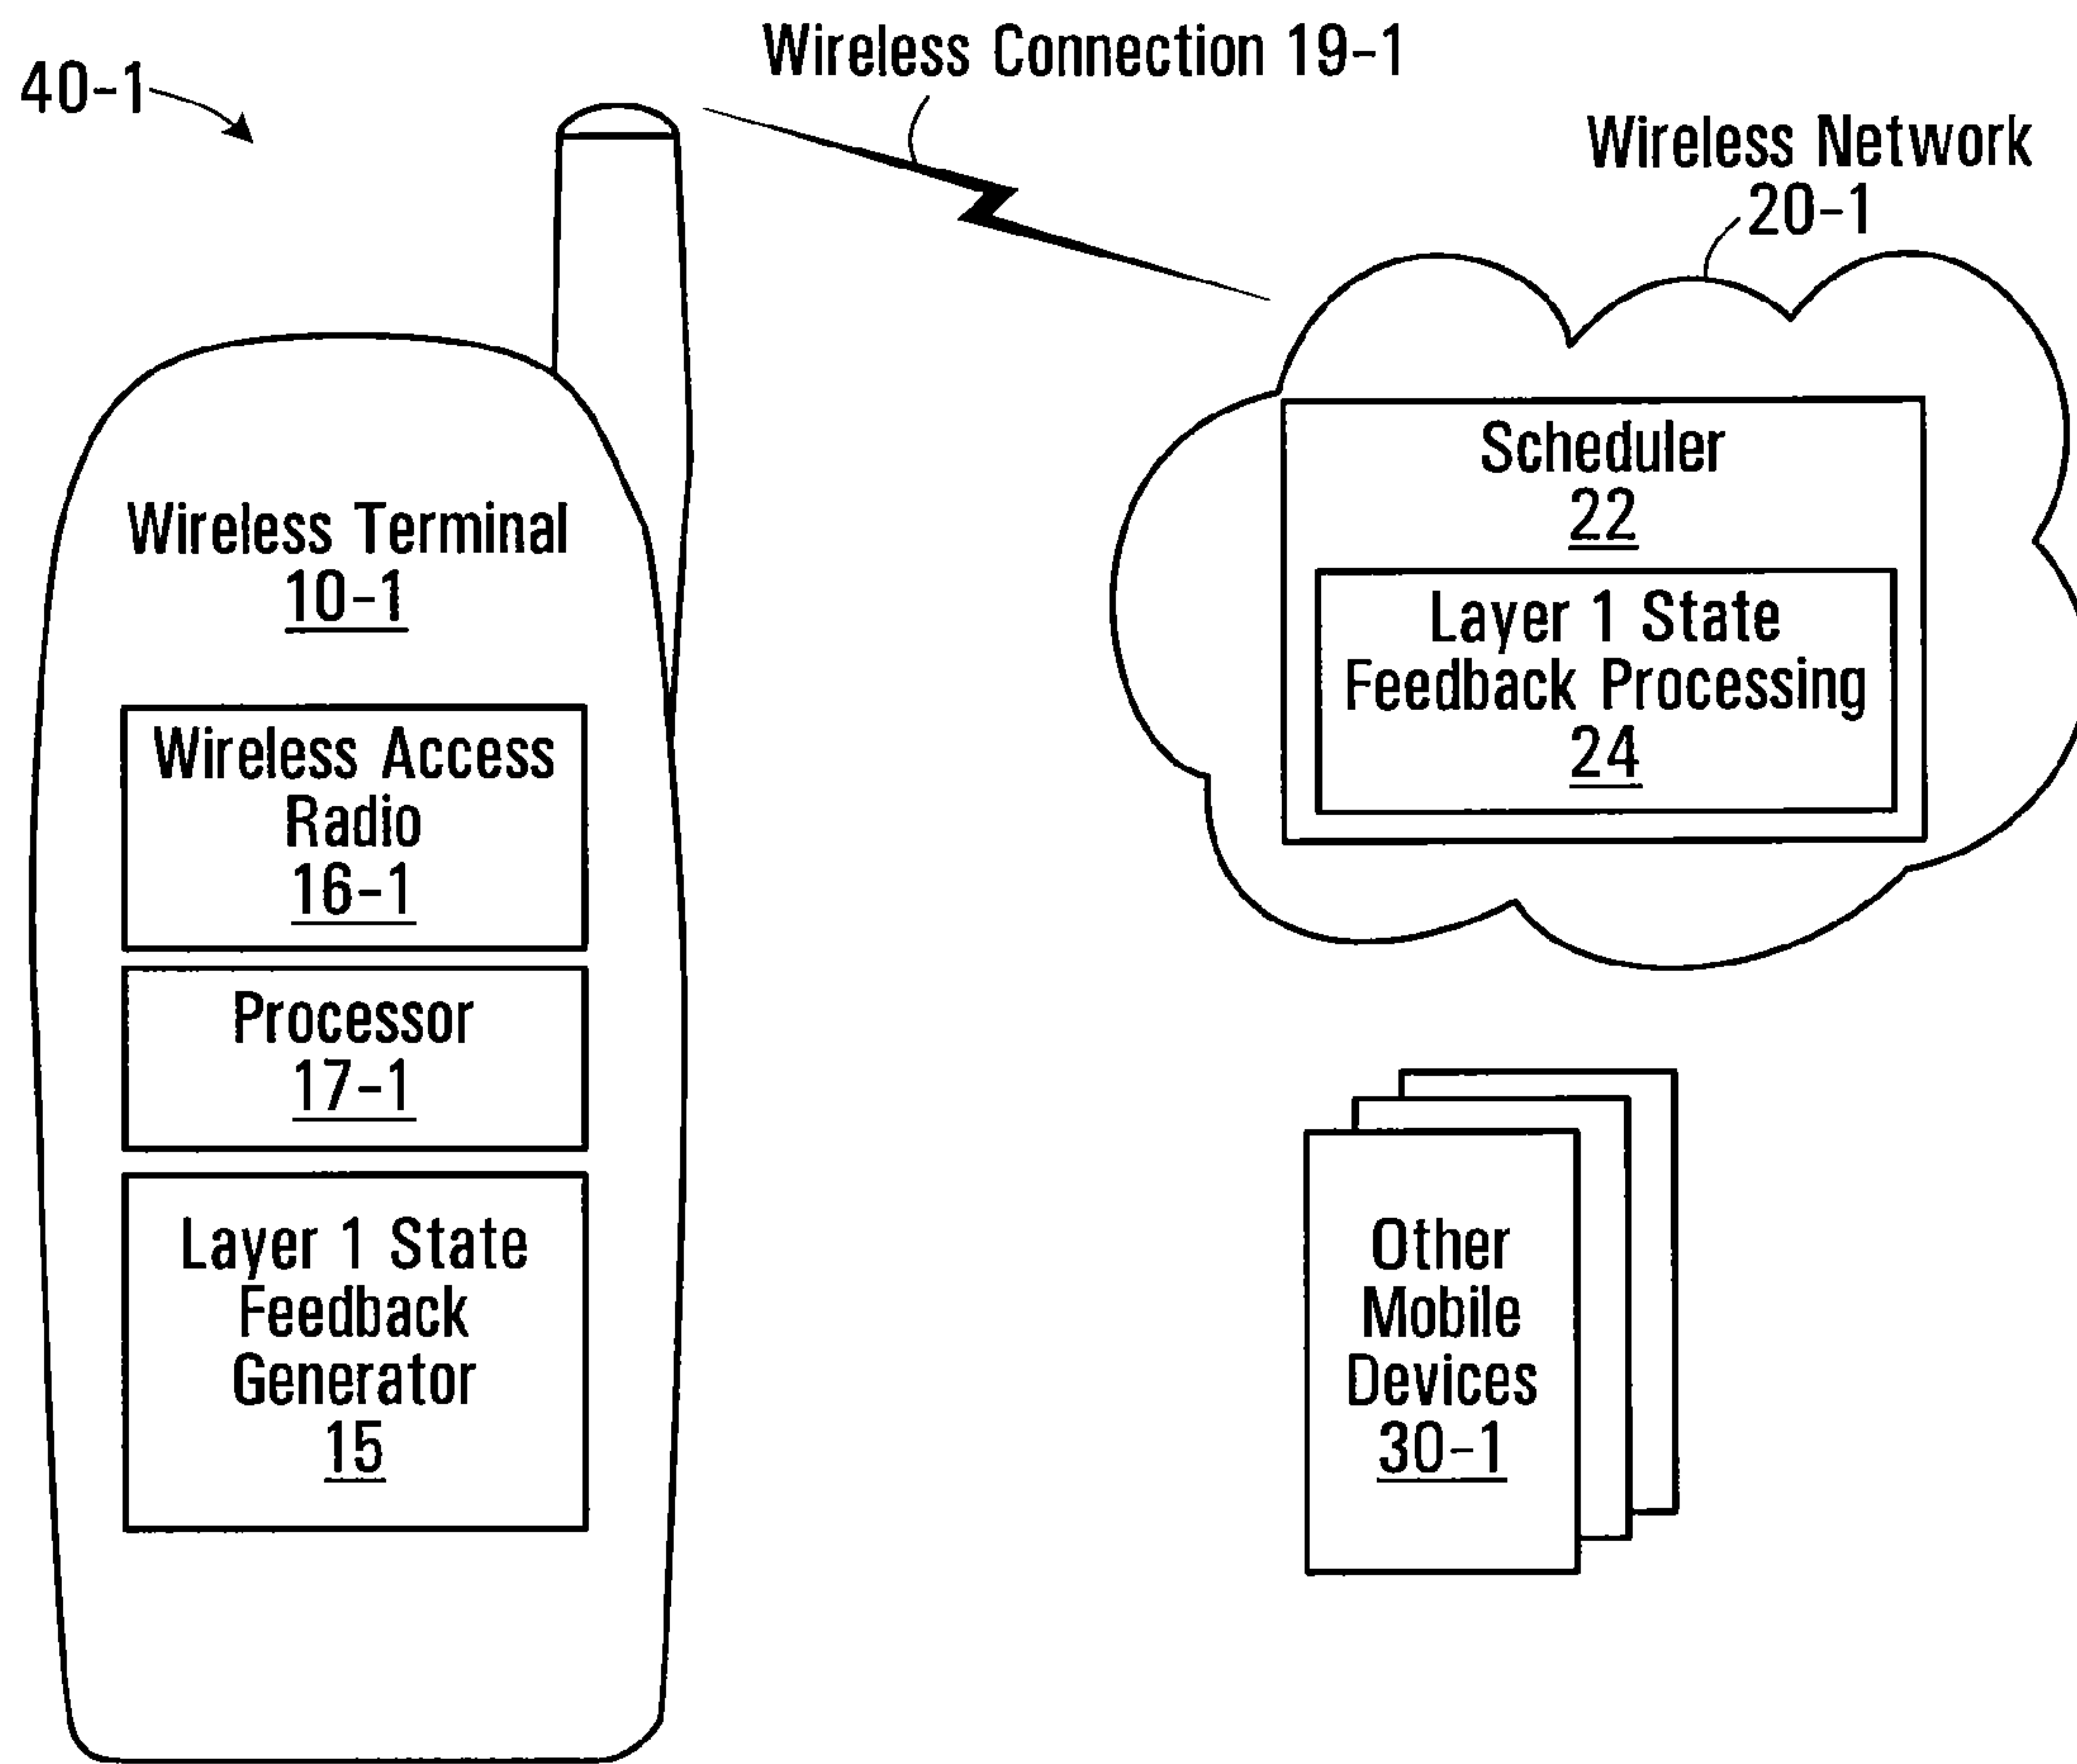 40-1
Wireless Connection 19-1
Wireless Network
20-1
Wireless Terminal
10-1
Wireless Access
Radio
16-1
Processor
17-1
Layer 1 State
Feedback
Generator
15
Scheduler
22
Layer 1 State
Feedback Processing
24
Other
Mobile
Devices
30-1